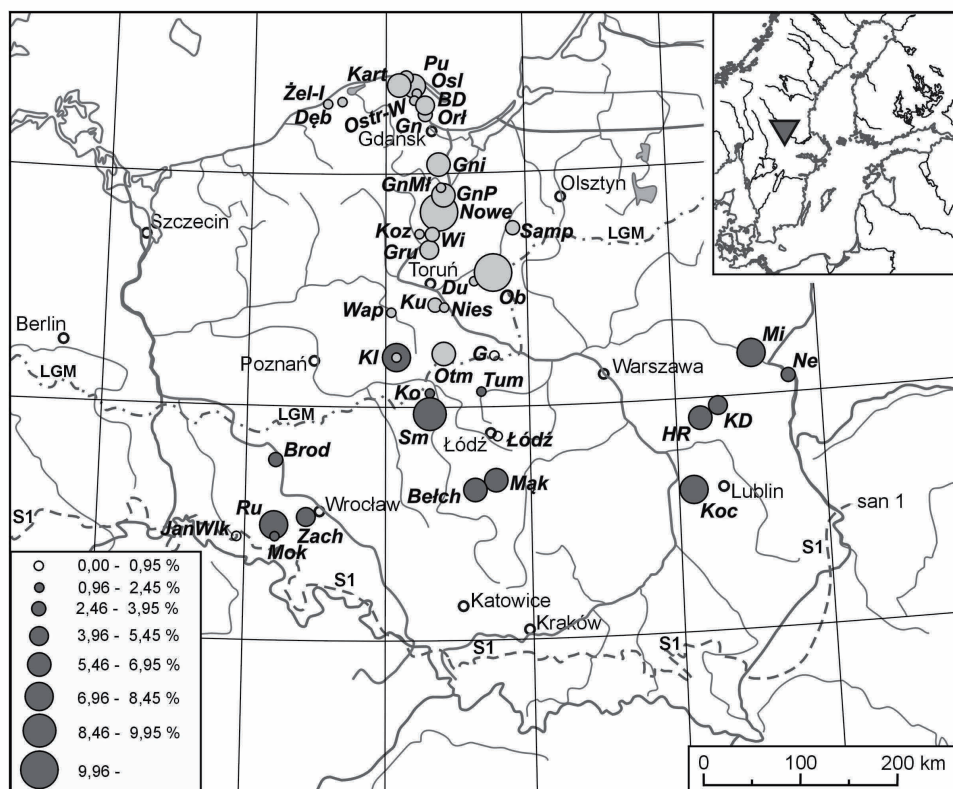 Pu
Kart
Osl
Żel-I
BD
Dęb
Ostr-W
Orł
Gn
Gdańsk
Gni
GnMł
GnP
Olsztyn
Nowe
Szczecin
Koz
Wi
Samp
LGM
Gru
Toruń
Du
Ob
Ku
Nies
Wap
Berlin
Mi
Kl
G
Ne
Poznań
Otm
Warszawa
LGM
Ko
Tum
KD
LGM
HR
Sm
Łódź
Łódź
Brod
Mąk
Bełch
Lublin
Koc
san 1
Ru
Wrocław
S1
JanWlk
Zach
Mok
S1
S1
Katowice
Kraków
S1
S1
0,00 - 0,95 %
0,96 - 2,45 %
2,46 - 3,95 %
3,96 - 5,45 %
5,46 - 6,95 %
6,96 - 8,45 %
8,46 - 9,95 %
9,96 -
0 100 200 km